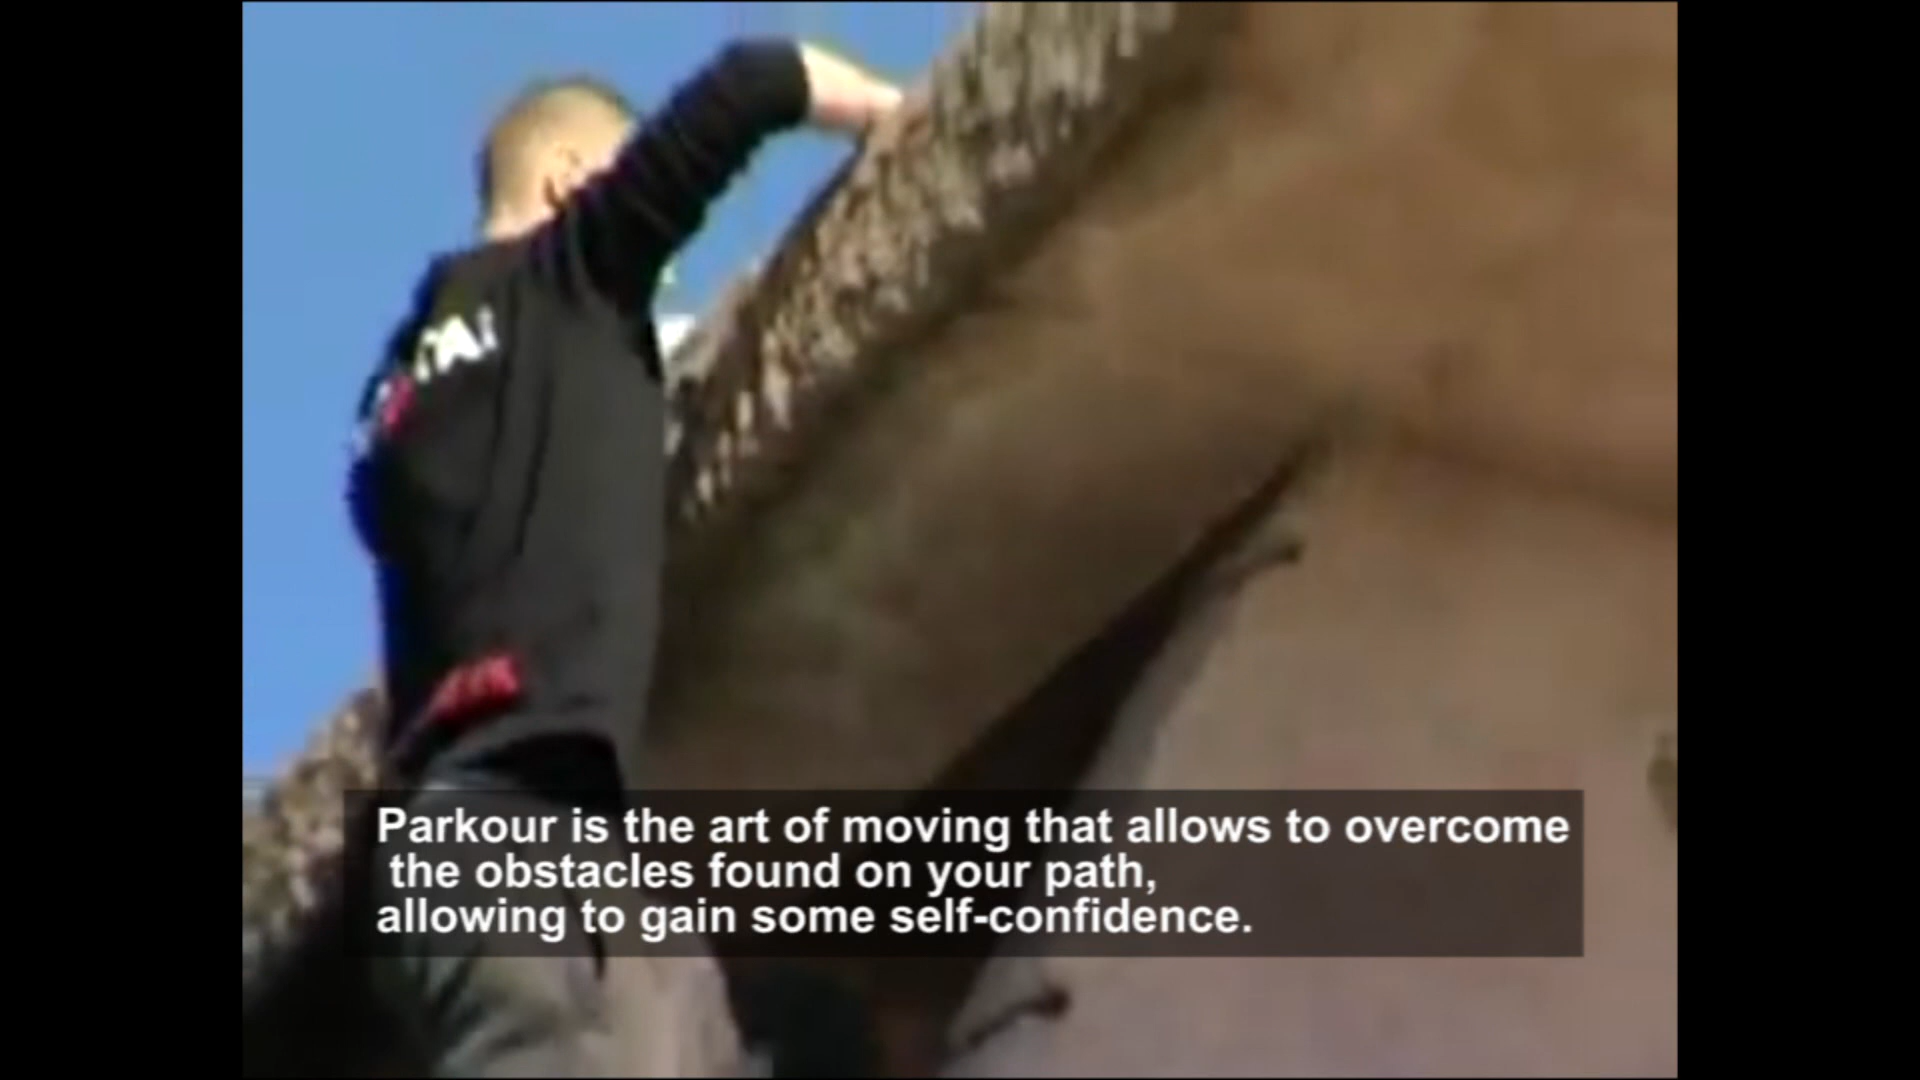 Parkour is the art of moving that allows to overcome
the obstacles found on your path,
allowing to gain some self-confidence.